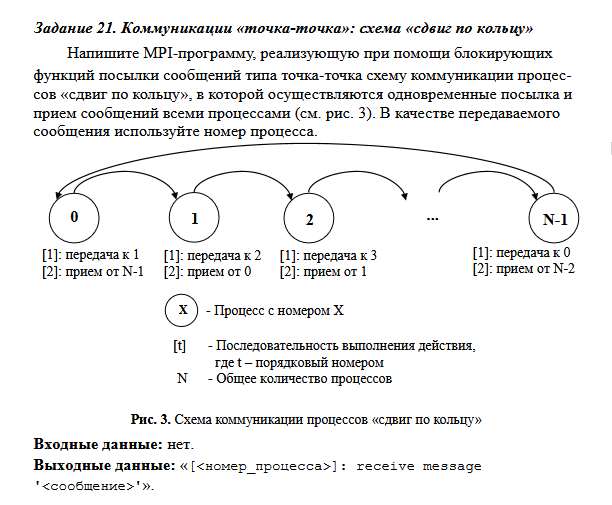 Задание 21. Коммуникации «точка-точка»: схема «сдвиг по кольцу»
Напишите MPI-программу, реализующую при помощи блокирующих
функций посылки сообщений типа точка-точка схему коммуникации процес-
сов «сдвиг по кольцу», в которой осуществляются одновременные посылка и
прием сообщений всеми процессами (см. рис. 3). В качестве передаваемого
сообщения используйте номер процесса.
0 1 2 ... N-1
[1]: передача к 1 [1]: передача к 2 [1]: передача к 3 [1]: передача к 0
[2]: прием от N-1 [2]: прием от 0 [2]: прием от 1 [2]: прием от N-2
X - Процесс с номером X
[t] - Последовательность выполнения действия,
где t – порядковый номером
N - Общее количество процессов
Рис. 3. Схема коммуникации процессов «сдвиг по кольцу»
Входные данные: нет.
Выходные данные: «[<номер_процесса>]: receive message
'<сообщение>'».